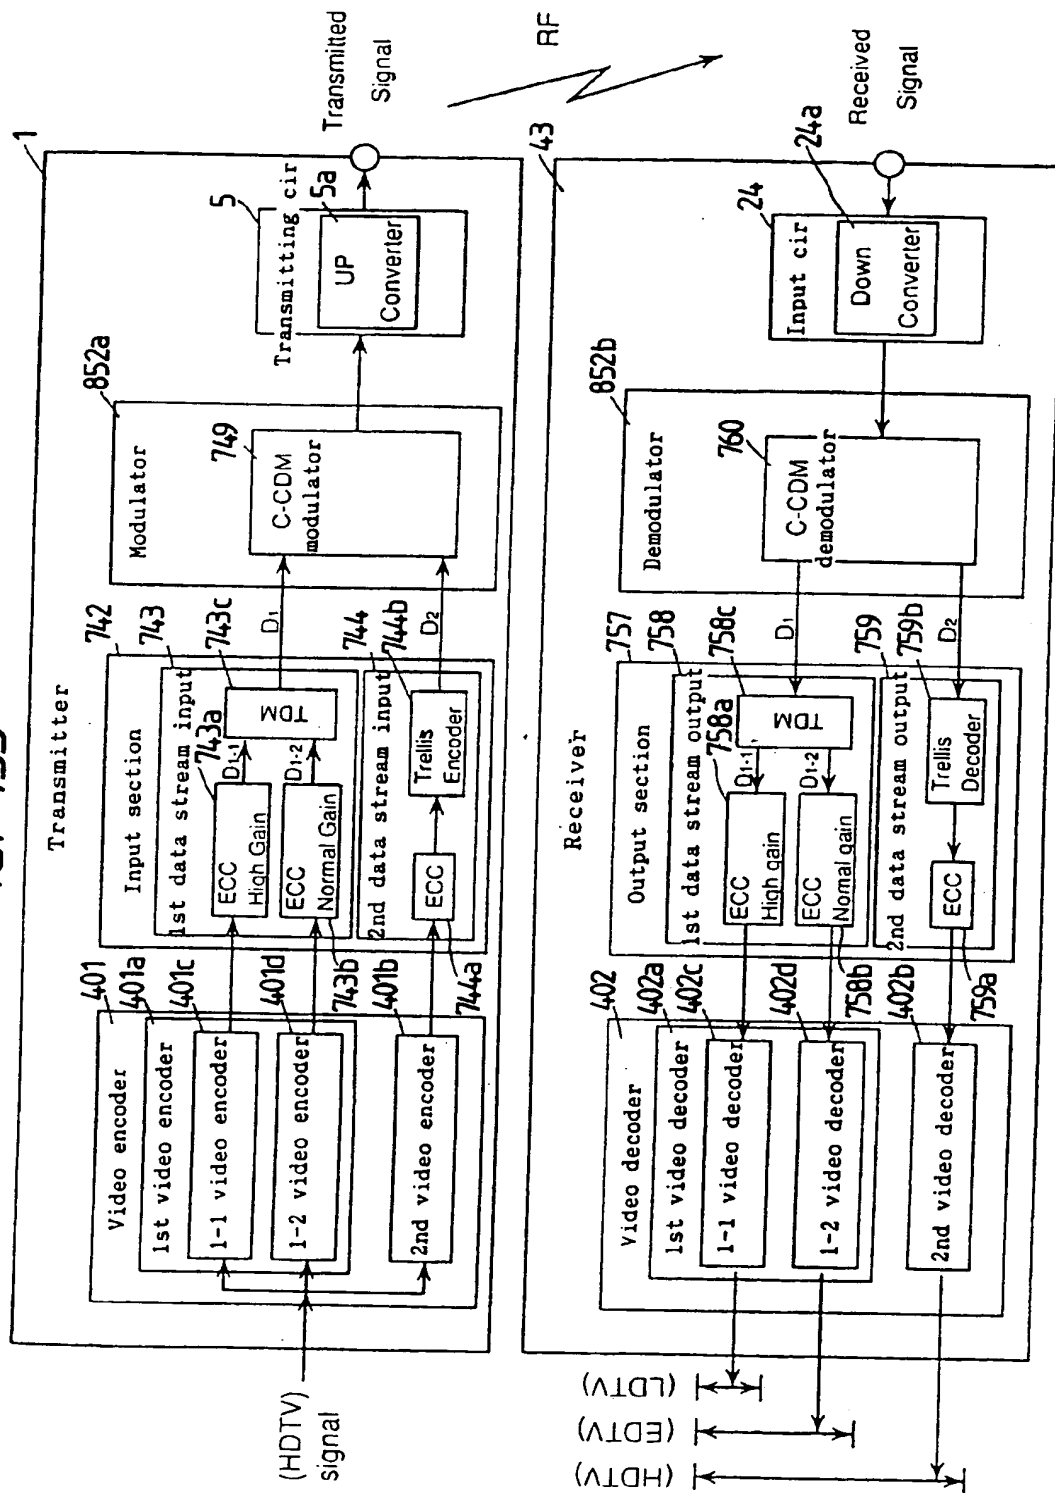 Transmitter
1
Video encoder
401
1st video encoder
401a
1-1 video encoder
401c
1-2 video encoder
401d
2nd video encoder
401b
(HDTV)
signal
Input section
742
1st data stream input
743
743a
ECC
High Gain
D1-1
ECC
Normal Gain
743b
D1-2
TDM
743c
2nd data stream input
744
ECC
744a
Trellis
Encoder
744b
D1
D2
Modulator
852a
C-CDM
modulator
749
Transmitting cir
5
UP
Converter
5a
Transmitted
Signal
RF
Receiver
43
Video decoder
402
1st video decoder
402a
1-1 video decoder
402c
1-2 video decoder
402d
2nd video decoder
402b
(LDTV)
(EDTV)
(HDTV)
Output section
757
1st data stream output
758
758a
ECC
High gain
D1-1
ECC
Nomal gain
758b
D1-2
TDM
758c
2nd data stream output
759
ECC
759a
Trellis
Decoder
759b
D1
D2
Demodulator
852b
C-CDM
demodulator
760
Input cir
24
Down
Converter
24a
Received
Signal